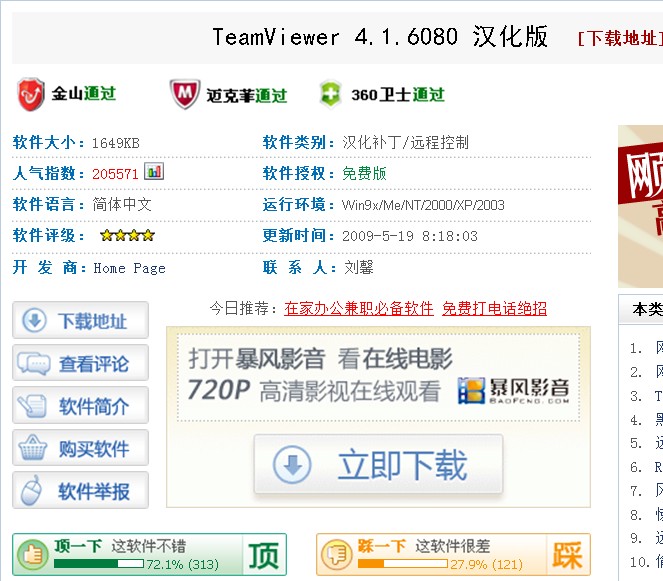 TeamViewer 4.1.6080 汉化版 [下载地址]
金山通过 迈克菲通过 360卫士通过
软件大小：1649KB 软件类别：汉化补丁/远程控制
人气指数：205571 软件授权：免费版
软件语言：简体中文 运行环境：Win9x/Me/NT/2000/XP/2003
软件评级： 更新时间：2009-5-19 8:18:03
开 发 商：Home Page 联 系 人：刘馨
今日推荐：在家办公兼职必备软件 免费打电话绝招
下载地址
查看评论
软件简介
购买软件
软件举报
打开暴风影音 看在线电影
720P 高清影视在线观看 暴风影音
BAOFENG.COM
立即下载
顶一下 这软件不错 顶
72.1% (313)
踩一下 这软件很差 踩
27.9% (121)
网页
高
本类
1. 网
2. 网
3. T
4. 黑
5. 远
6. R
7. 风
8. 惊
9. 远
10.